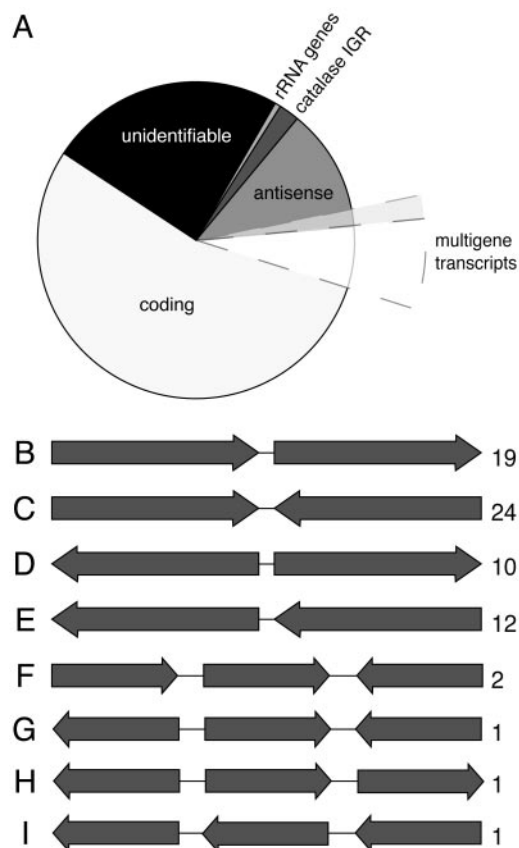 A
rRNA genes
catalase IGR
unidentifiable
antisense
multigene
transcripts
coding
B 19
C 24
D 10
E 12
F 2
G 1
H 1
I 1